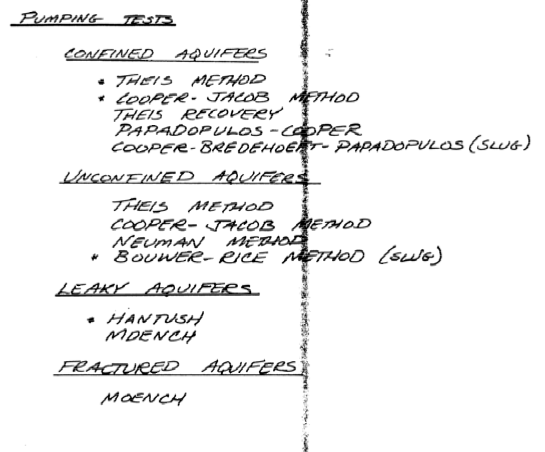 PUMPING TESTS
CONFINED AQUIFERS
* THEIS METHOD
* COOPER-JACOB METHOD
THEIS RECOVERY
PAPADOPULOS-COOPER
COOPER-BREDEHOEFT-PAPADOPULOS (SLUG)
UNCONFINED AQUIFERS
THEIS METHOD
COOPER-JACOB METHOD
NEUMAN METHOD
* BOUWER-RICE METHOD (SLUG)
LEAKY AQUIFERS
* HANTUSH
MOENCH
FRACTURED AQUIFERS
MOENCH